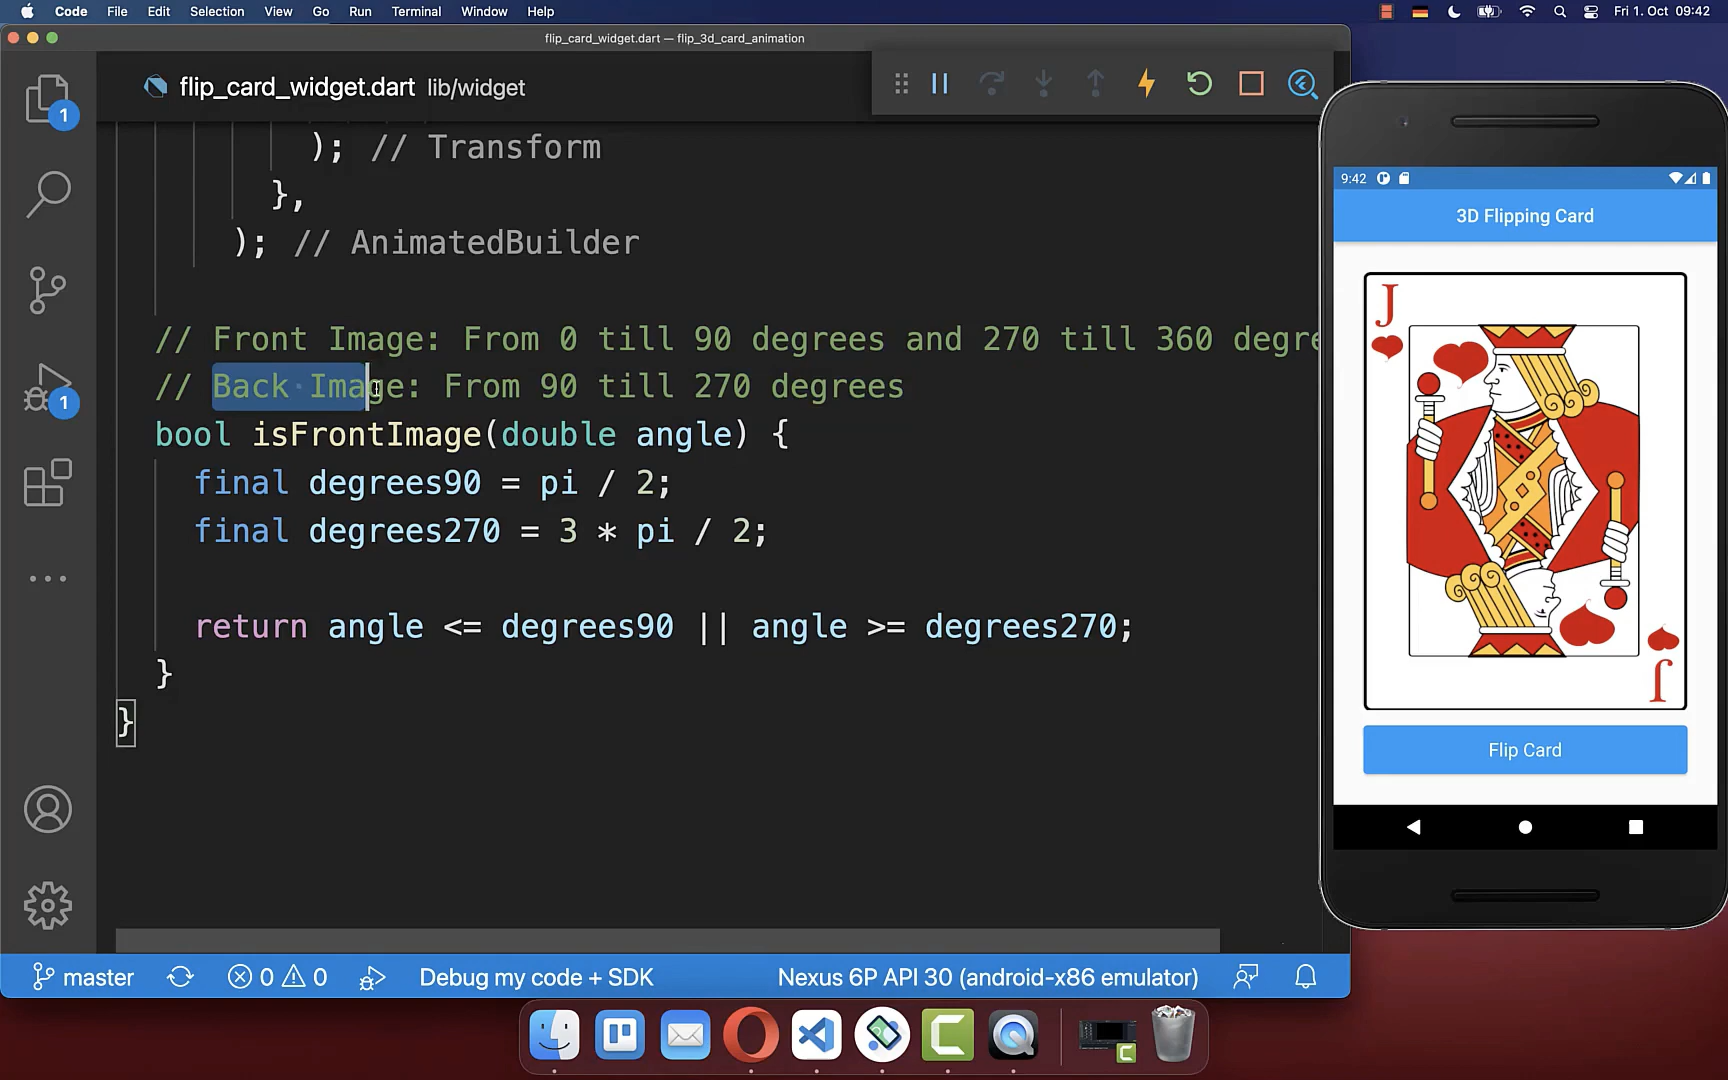 Code File Edit Selection View Go Run Terminal Window Help
Fri 1. Oct 09:42
flip_card_widget.dart — flip_3d_card_animation
flip_card_widget.dart lib/widget
1
); // Transform
},
); // AnimatedBuilder
// Front Image: From 0 till 90 degrees and 270 till 360 degre
// Back Image: From 90 till 270 degrees
bool isFrontImage(double angle) {
final degrees90 = pi / 2;
final degrees270 = 3 * pi / 2;
return angle <= degrees90 || angle >= degrees270;
}
}
1
master
0
0
Debug my code + SDK
Nexus 6P API 30 (android-x86 emulator)
9:42
3D Flipping Card
J
J
Flip Card